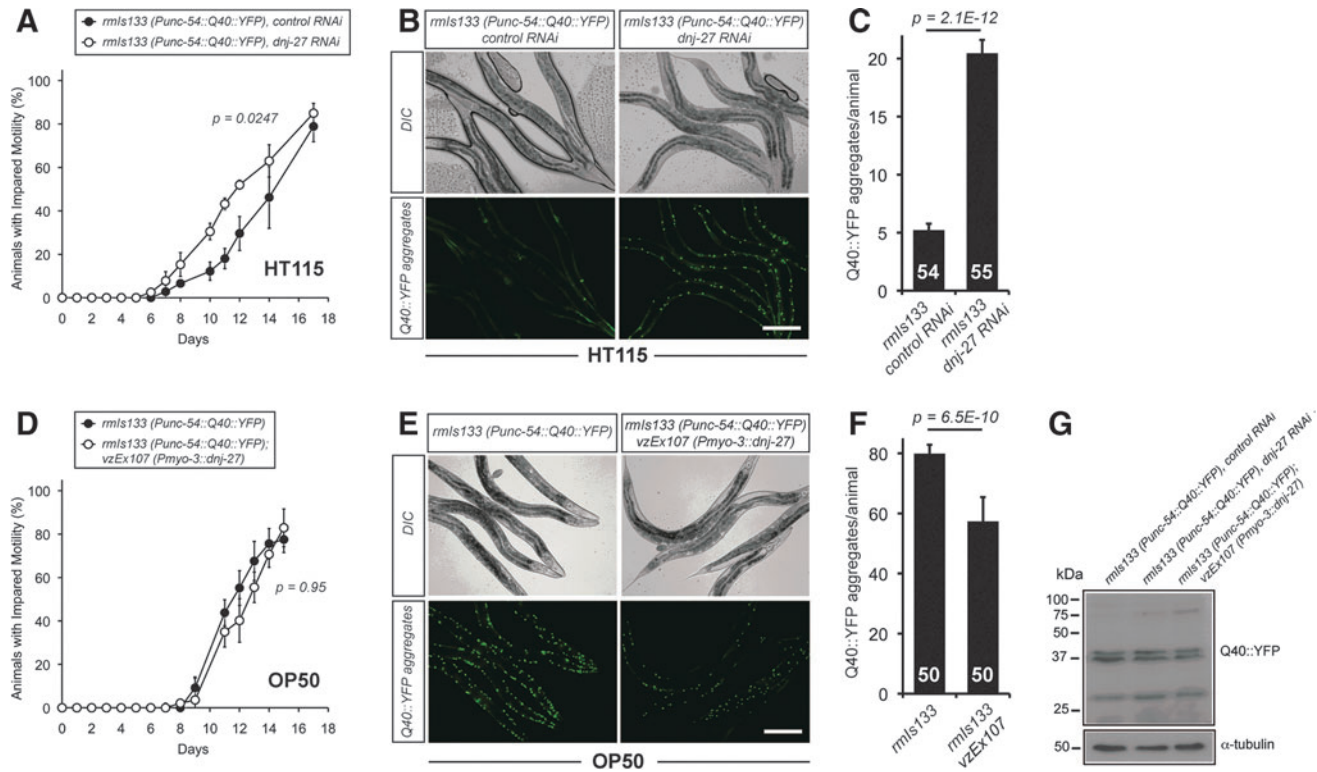 A
rmIs133 (Punc-54::Q40::YFP), control RNAi
rmIs133 (Punc-54::Q40::YFP), dnj-27 RNAi
Animals with Impaired Motility (%)
100
80
60
40
20
0
p = 0.0247
HT115
0 2 4 6 8 10 12 14 16 18
Days
B
rmIs133 (Punc-54::Q40::YFP)
control RNAi
rmIs133 (Punc-54::Q40::YFP)
dnj-27 RNAi
DIC
Q40::YFP aggregates
HT115
C
p = 2.1E-12
Q40::YFP aggregates/animal
20
15
10
5
0
54
55
rmIs133
control RNAi
rmIs133
dnj-27 RNAi
D
rmIs133 (Punc-54::Q40::YFP)
rmIs133 (Punc-54::Q40::YFP);
vzEx107 (Pmyo-3::dnj-27)
Animals with Impaired Motility (%)
100
80
60
40
20
0
p = 0.95
OP50
0 2 4 6 8 10 12 14 16 18
Days
E
rmIs133 (Punc-54::Q40::YFP)
rmIs133 (Punc-54::Q40::YFP)
vzEx107 (Pmyo-3::dnj-27)
DIC
Q40::YFP aggregates
OP50
F
p = 6.5E-10
Q40::YFP aggregates/animal
80
60
40
20
0
50
50
rmIs133
rmIs133
vzEx107
G
rmIs133 (Punc-54::Q40::YFP), control RNAi
rmIs133 (Punc-54::Q40::YFP), dnj-27 RNAi
rmIs133 (Punc-54::Q40::YFP);
vzEx107 (Pmyo-3::dnj-27)
kDa
100
75
50
37
25
50
Q40::YFP
α-tubulin